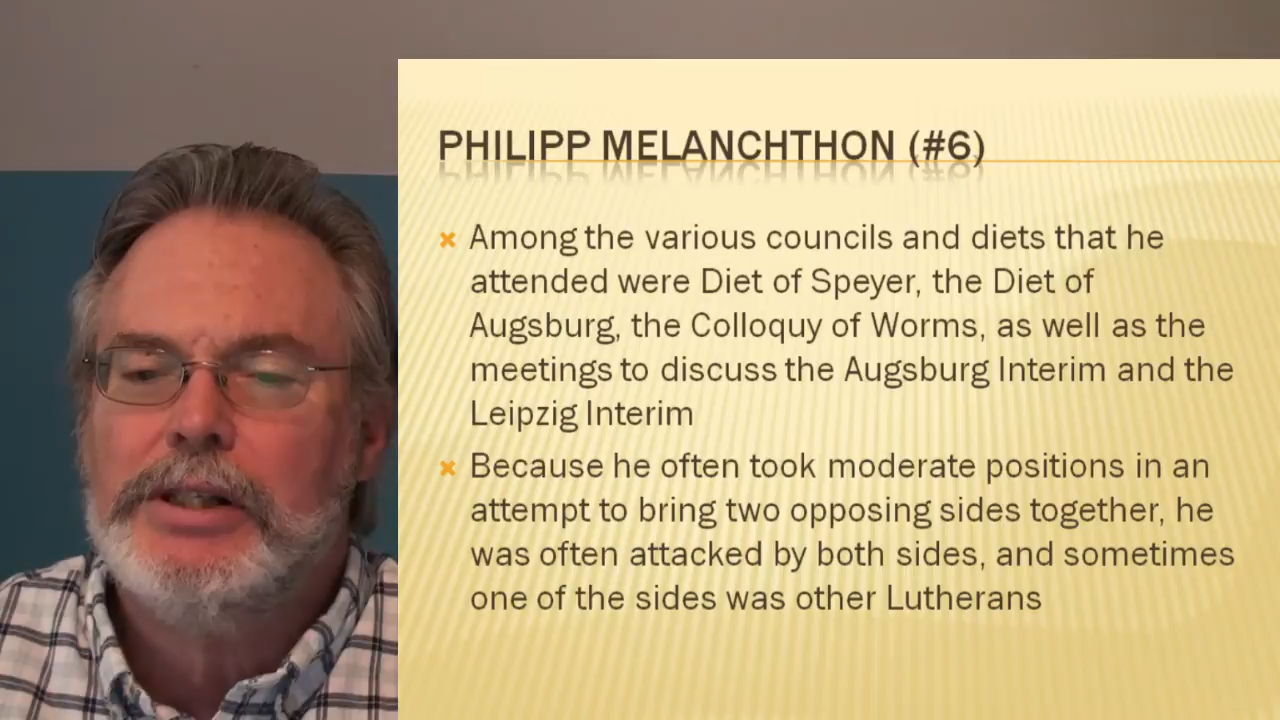 PHILIPP MELANCHTHON (#6)
Among the various councils and diets that he
attended were Diet of Speyer, the Diet of
Augsburg, the Colloquy of Worms, as well as the
meetings to discuss the Augsburg Interim and the
Leipzig Interim
Because he often took moderate positions in an
attempt to bring two opposing sides together, he
was often attacked by both sides, and sometimes
one of the sides was other Lutherans